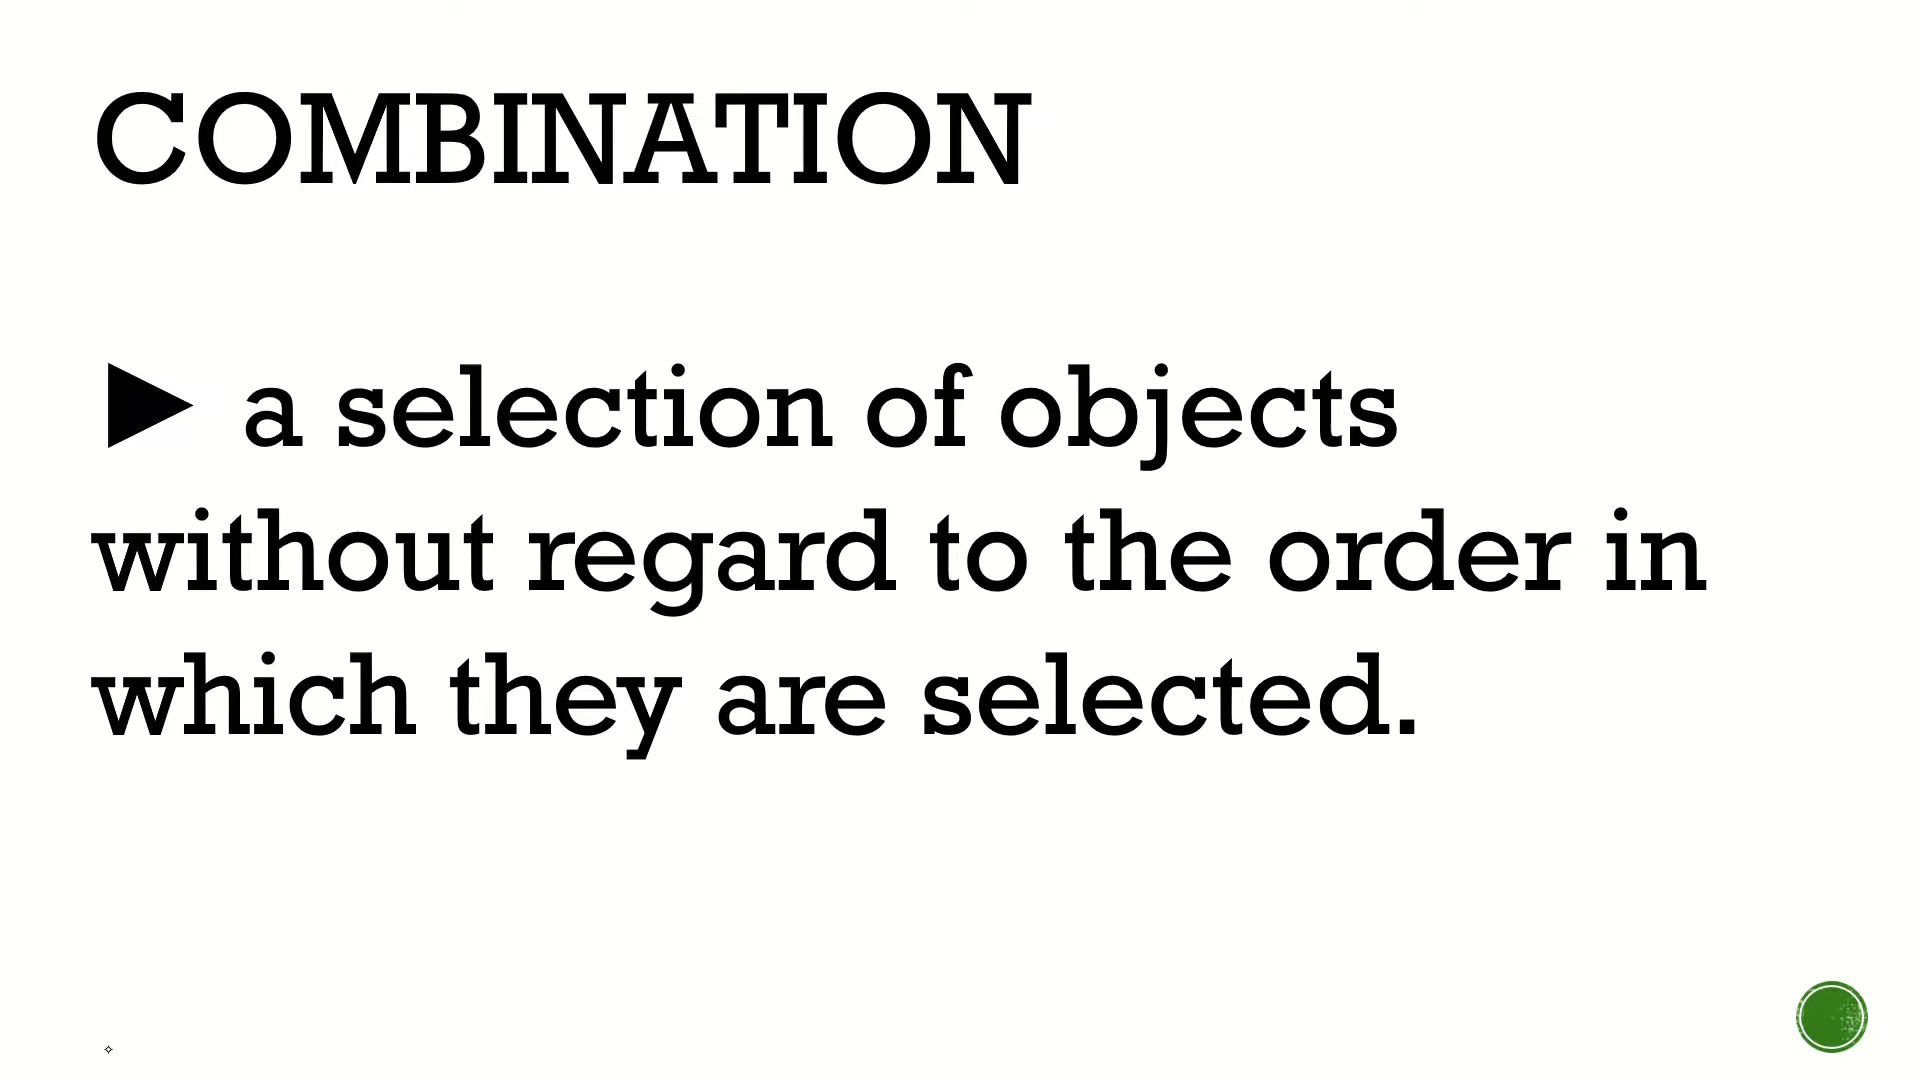 COMBINATION
► a selection of objects
without regard to the order in
which they are selected.